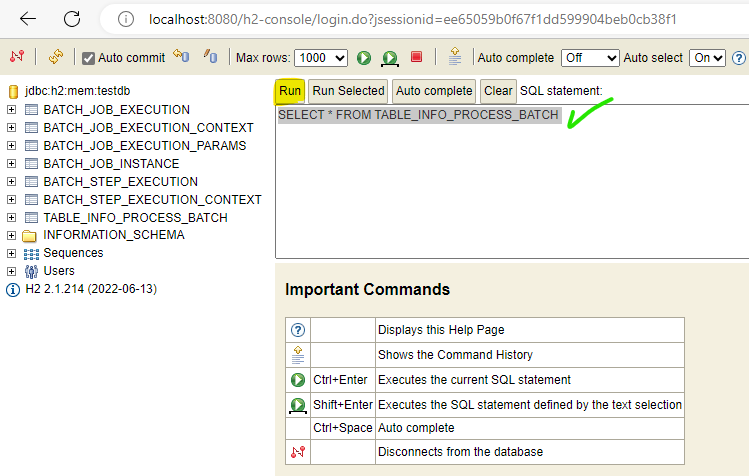 localhost:8080/h2-console/login.do?jsessionid=ee65059b0f67f1dd599904beb0cb38f1
Auto commit Max rows: 1000 Auto complete Off Auto select On
jdbc:h2:mem:testdb
BATCH_JOB_EXECUTION
BATCH_JOB_EXECUTION_CONTEXT
BATCH_JOB_EXECUTION_PARAMS
BATCH_JOB_INSTANCE
BATCH_STEP_EXECUTION
BATCH_STEP_EXECUTION_CONTEXT
TABLE_INFO_PROCESS_BATCH
INFORMATION_SCHEMA
Sequences
Users
H2 2.1.214 (2022-06-13)
Run Run Selected Auto complete Clear SQL statement:
SELECT * FROM TABLE_INFO_PROCESS_BATCH
Important Commands
Displays this Help Page
Shows the Command History
Ctrl+Enter Executes the current SQL statement
Shift+Enter Executes the SQL statement defined by the text selection
Ctrl+Space Auto complete
Disconnects from the database